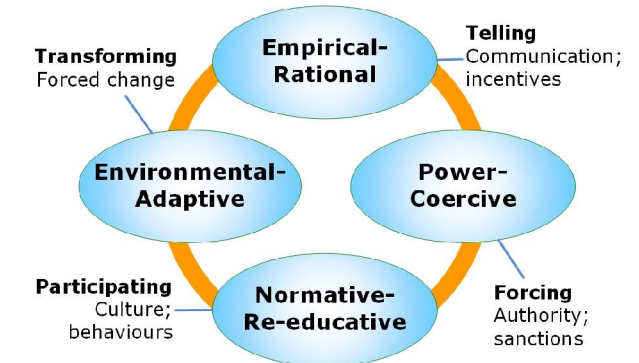 Empirical-
Rational
Telling
Communication;
incentives
Transforming
Forced change
Environmental-
Adaptive
Power-
Coercive
Participating
Culture;
behaviours
Normative-
Re-educative
Forcing
Authority;
sanctions